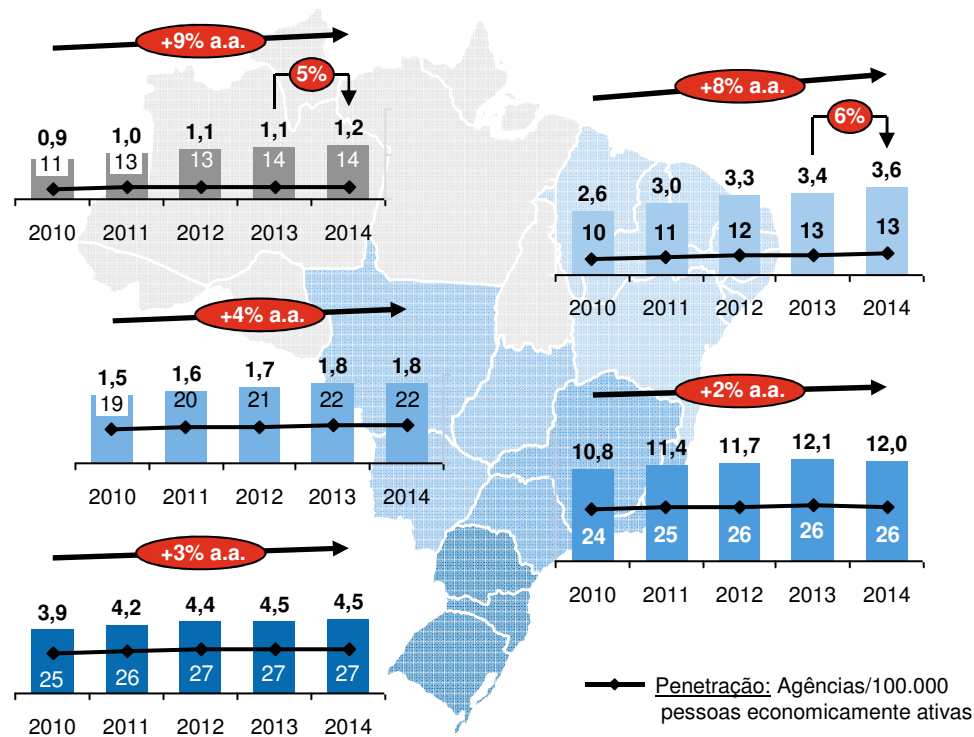 +9% a.a.
5%
0,9 1,0 1,1 1,1 1,2
11 13 13 14 14
2010 2011 2012 2013 2014
+8% a.a.
6%
2,6 3,0 3,3 3,4 3,6
10 11 12 13 13
2010 2011 2012 2013 2014
+4% a.a.
1,5 1,6 1,7 1,8 1,8
19 20 21 22 22
2010 2011 2012 2013 2014
+2% a.a.
10,8 11,4 11,7 12,1 12,0
24 25 26 26 26
2010 2011 2012 2013 2014
+3% a.a.
3,9 4,2 4,4 4,5 4,5
25 26 27 27 27
2010 2011 2012 2013 2014
Penetração: Agências/100.000
pessoas economicamente ativas